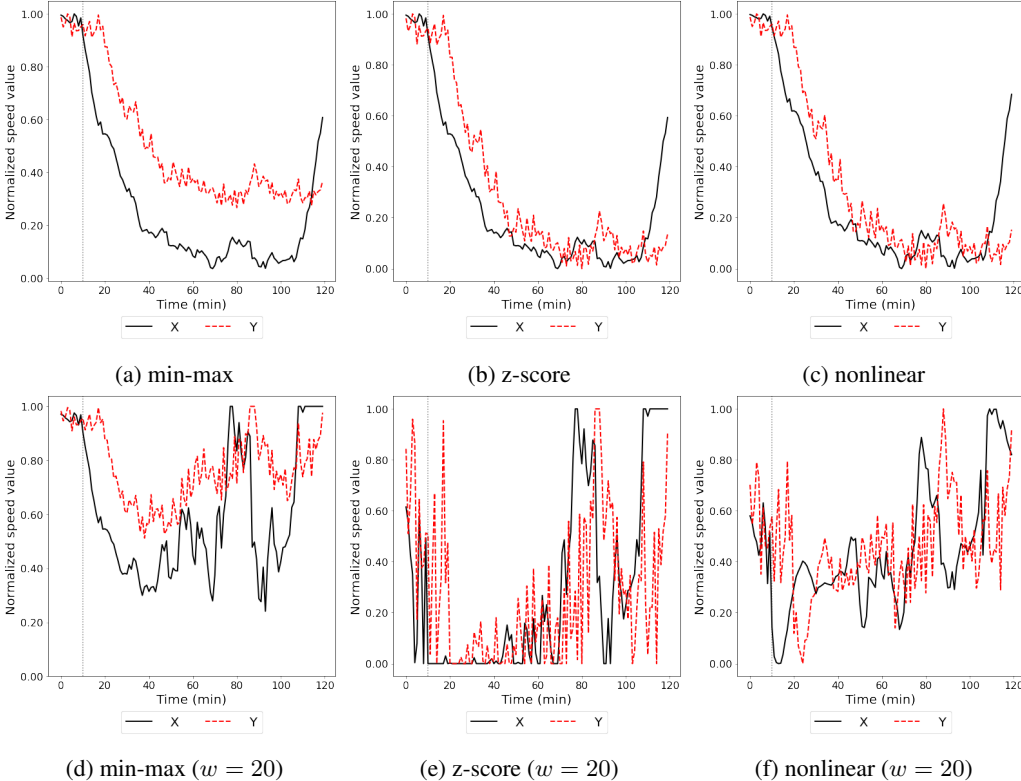 1.00
0.80
0.60
0.40
0.20
0.00
Normalized speed value
0 20 40 60 80 100 120
Time (min)
X Y
(a) min-max
1.00
0.80
0.60
0.40
0.20
0.00
Normalized speed value
0 20 40 60 80 100 120
Time (min)
X Y
(b) z-score
1.00
0.80
0.60
0.40
0.20
0.00
Normalized speed value
0 20 40 60 80 100 120
Time (min)
X Y
(c) nonlinear
1.00
0.80
0.60
0.40
0.20
0.00
Normalized speed value
0 20 40 60 80 100 120
Time (min)
X Y
(d) min-max (w = 20)
1.00
0.80
0.60
0.40
0.20
0.00
Normalized speed value
0 20 40 60 80 100 120
Time (min)
X Y
(e) z-score (w = 20)
1.00
0.80
0.60
0.40
0.20
0.00
Normalized speed value
0 20 40 60 80 100 120
Time (min)
X Y
(f) nonlinear (w = 20)